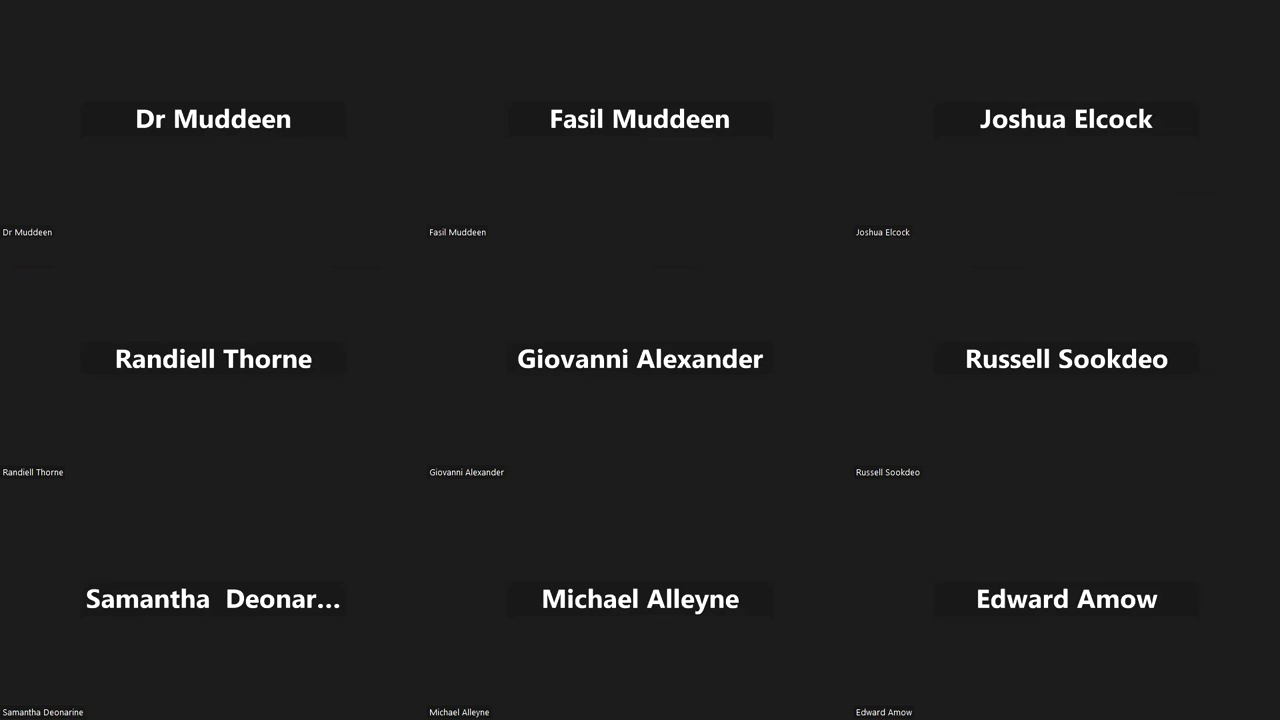 Dr Muddeen
Fasil Muddeen
Joshua Elcock
Dr Muddeen
Fasil Muddeen
Joshua Elcock
Randiell Thorne
Giovanni Alexander
Russell Sookdeo
Randiell Thorne
Giovanni Alexander
Russell Sookdeo
Samantha  Deonar...
Michael Alleyne
Edward Amow
Samantha Deonarine
Michael Alleyne
Edward Amow